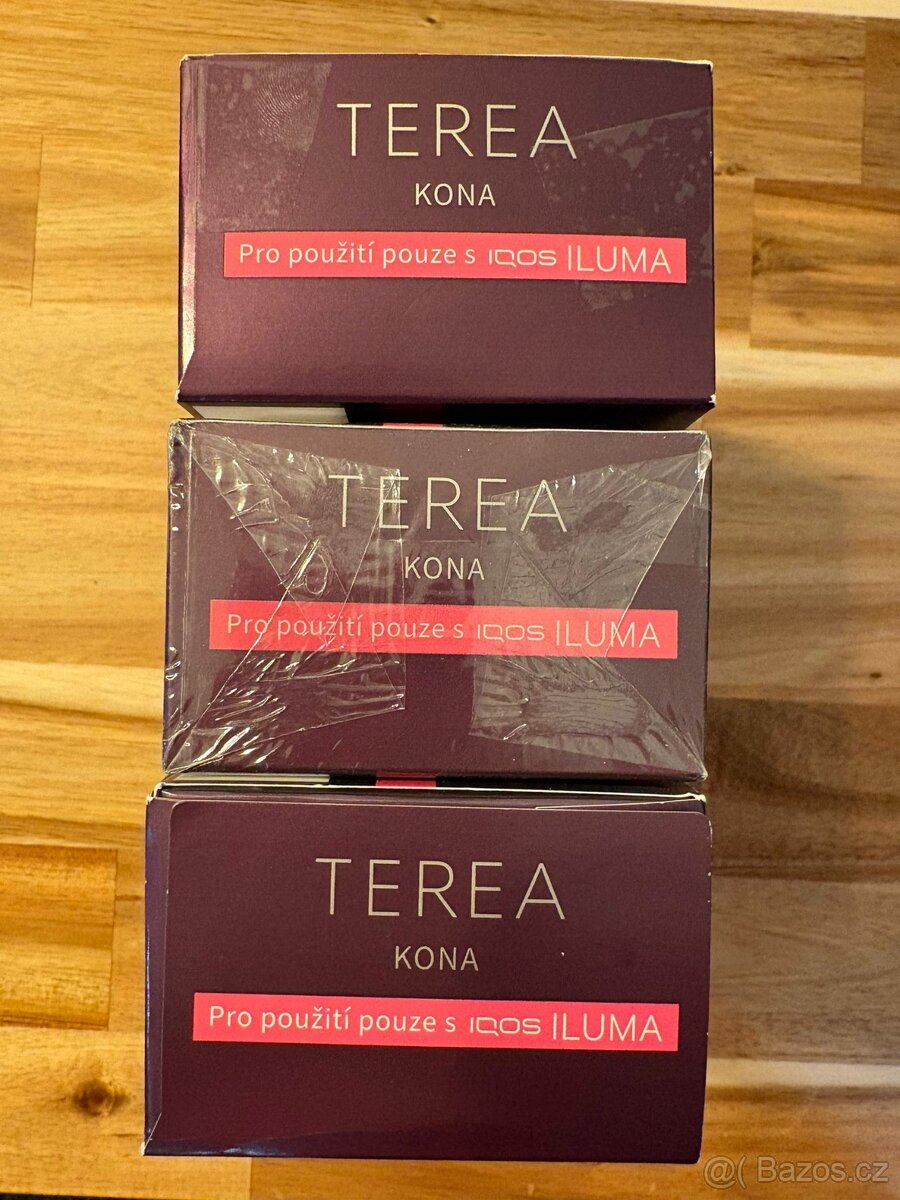 TEREA
KONA
Pro použití pouze s IQOS ILUMA
TEREA
KONA
Pro použití pouze s IQOS ILUMA
TEREA
KONA
Pro použití pouze s IQOS ILUMA
@( Bazos.cz